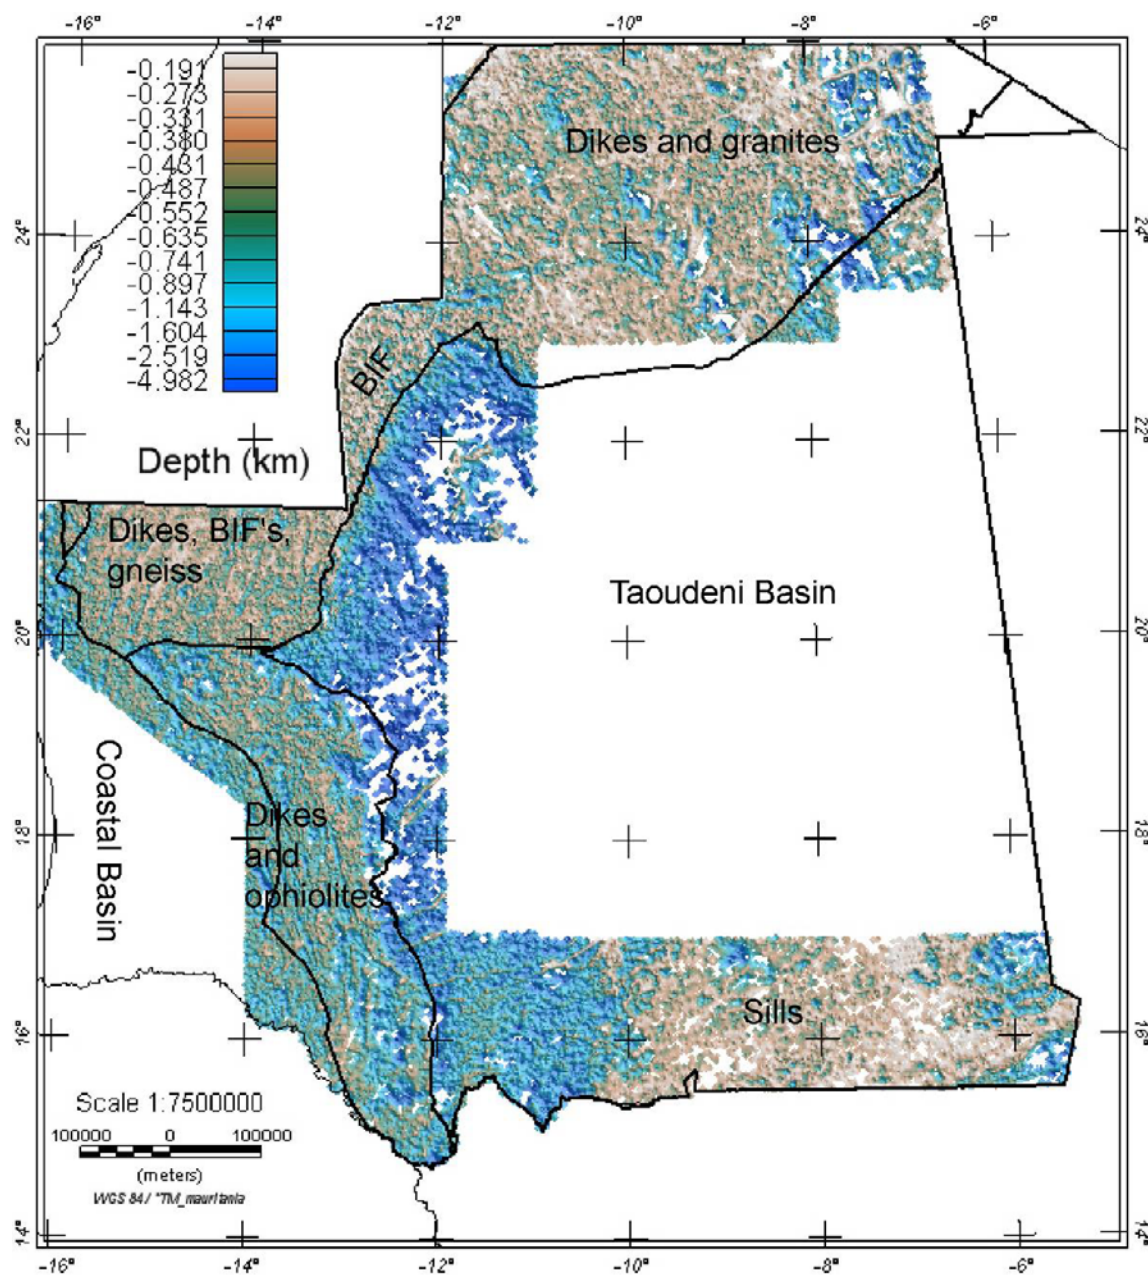 -16° -14° -12° -10° -8° -6°
-0.191
-0.273
-0.331
-0.380
-0.431
-0.487
-0.552
-0.635
-0.741
-0.897
-1.143
-1.604
-2.519
-4.982
Depth (km)
Dikes and granites
24° 24°
BIF
22° 22°
Dikes, BIF's,
gneiss
Taoudeni Basin
20° 20°
Coastal Basin
Dikes
and
ophiolites
18° 18°
Sills
16° 16°
Scale 1:7500000
100000 0 100000
(meters)
WGS 84 / *TM_mauritania
14° 14°
-16° -14° -12° -10° -8° -6°